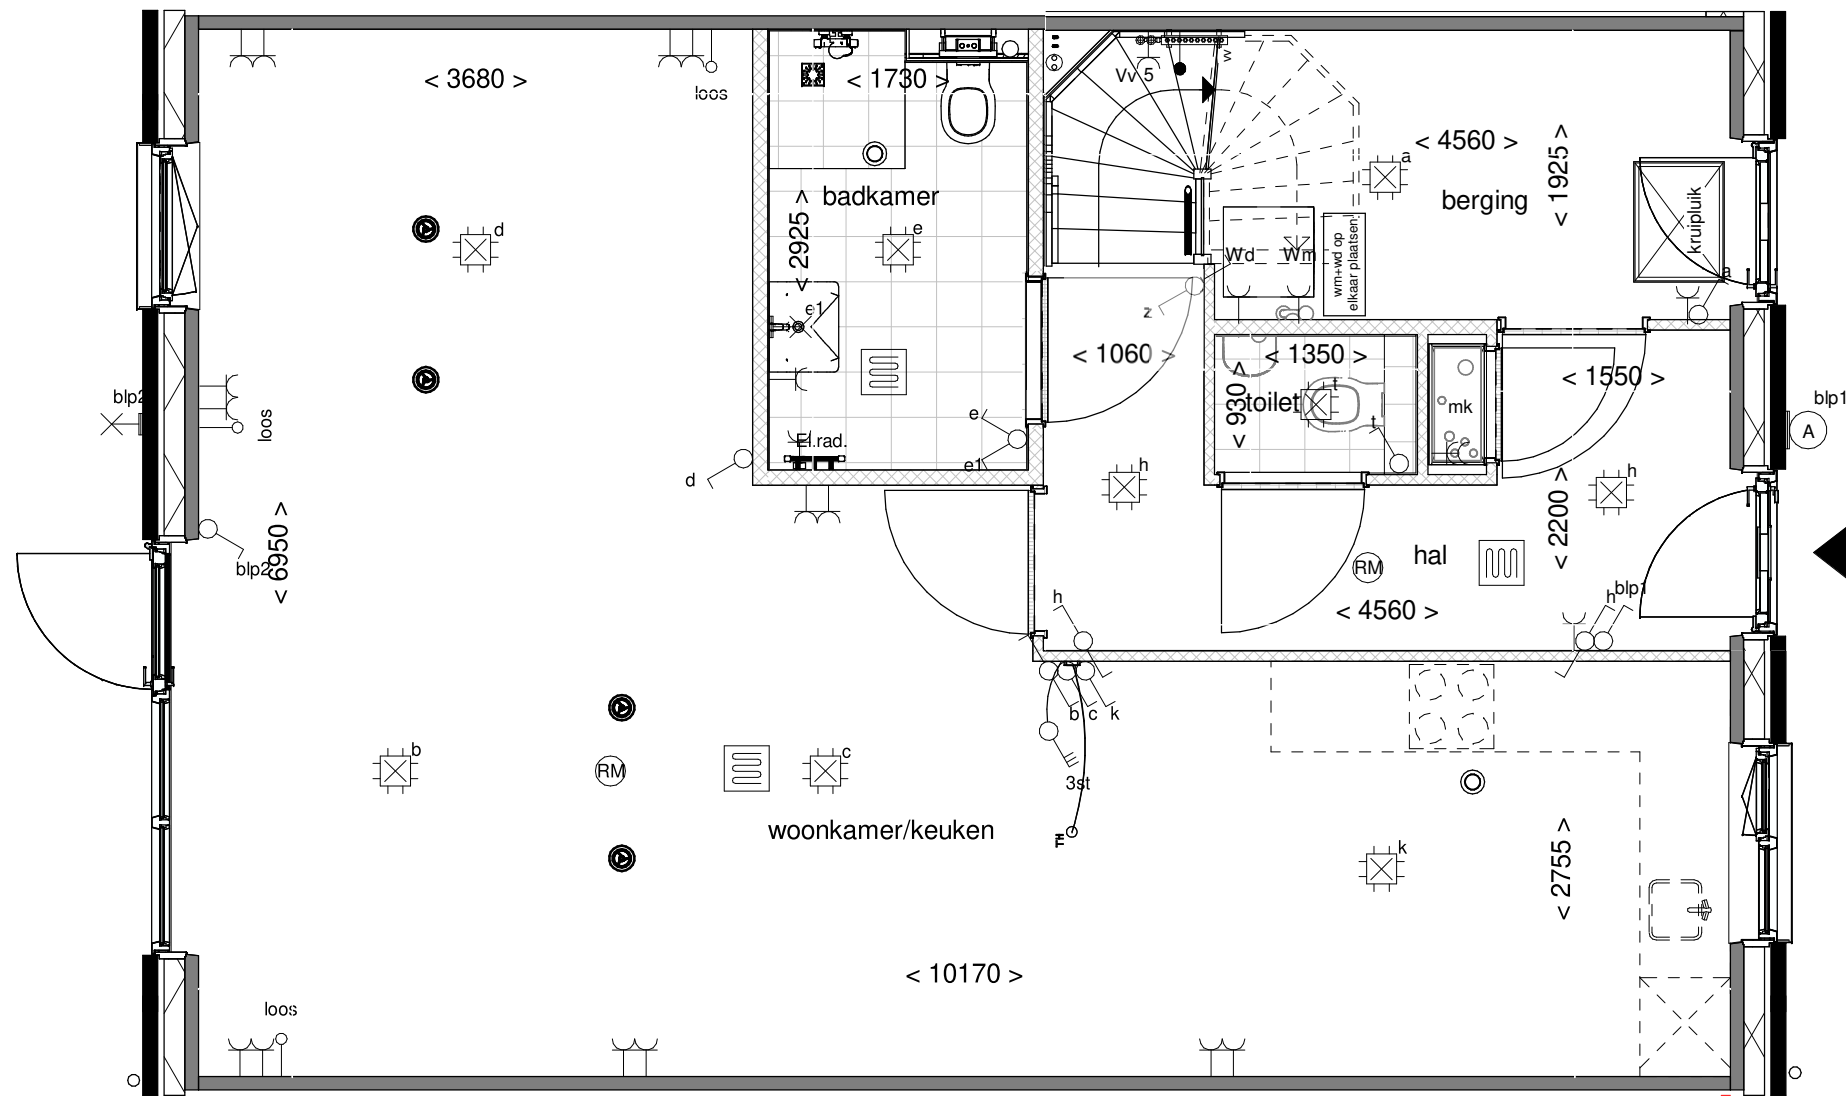 < 3680 >
loos
< 1730 >
Vv 5
w
< 4560 >
a
< 1925 >
badkamer
berging
kruipluik
d
e
< 2925 >
Wd
Wm
wm+wd op
elkaar plaatsen.
a
e1
z
< 1060 >
< 1350 >
< 1550 >
blp2
loos
toilet
t
< 930 >
mk
blp1
A
e
t
El.rad.
e1
d
h
h
< 6950 >
blp2
< 2200 >
hal
RM
< 4560 >
h
h
blp1
b
c
k
b
RM
c
3st
TH
woonkamer/keuken
k
< 2755 >
< 10170 >
loos